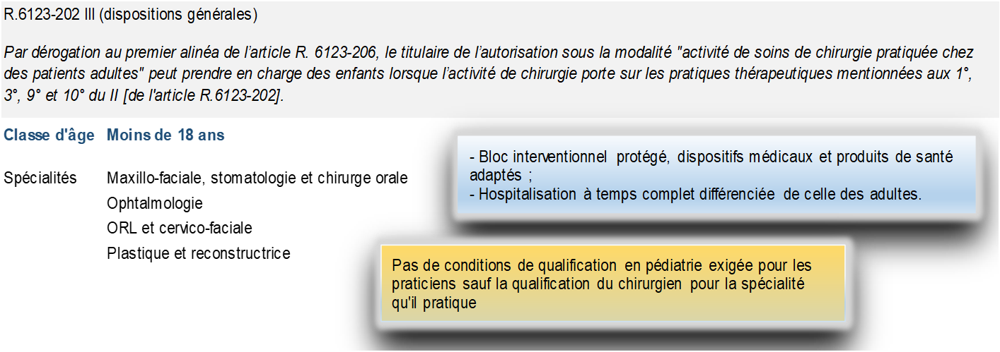 R.6123-202 III (dispositions générales)
Par dérogation au premier alinéa de l’article R. 6123-206, le titulaire de l’autorisation sous la modalité "activité de soins de chirurgie pratiquée chez
des patients adultes" peut prendre en charge des enfants lorsque l’activité de chirurgie porte sur les pratiques thérapeutiques mentionnées aux 1°,
3°, 9° et 10° du II [de l'article R.6123-202].
Classe d'âge Moins de 18 ans
Spécialités Maxillo-faciale, stomatologie et chirurge orale
Ophtalmologie
ORL et cervico-faciale
Plastique et reconstructrice
- Bloc interventionnel protégé, dispositifs médicaux et produits de santé
adaptés ;
- Hospitalisation à temps complet différenciée de celle des adultes.
Pas de conditions de qualification en pédiatrie exigée pour les
praticiens sauf la qualification du chirurgien pour la spécialité
qu'il pratique